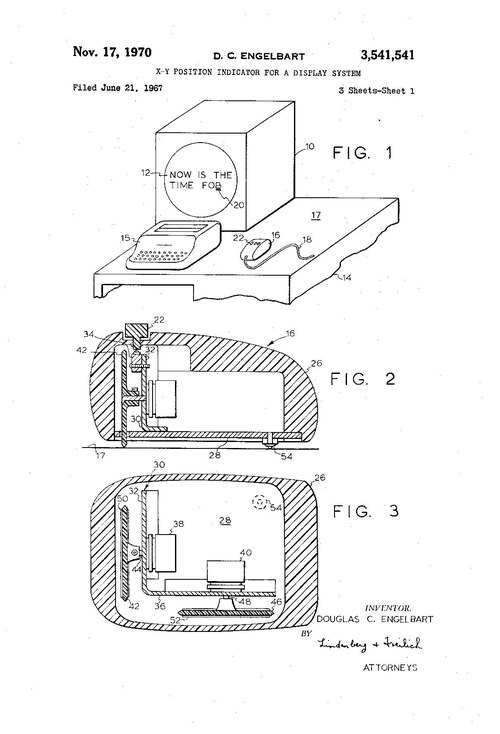 Nov. 17, 1970
D. C. ENGELBART
3,541,541
X-Y POSITION INDICATOR FOR A DISPLAY SYSTEM
Filed June 21, 1967
3 Sheets-Sheet 1
FIG. 1
10
12
NOW IS THE
TIME FOB
20
17
15
22
16
18
14
FIG. 2
22
34
42
32
16
26
30
17
28
54
FIG. 3
30
26
50
32
54
38
28
44
40
42
36
48
46
52
INVENTOR.
DOUGLAS C. ENGELBART
BY
Lindenberg + Freilich
ATTORNEYS